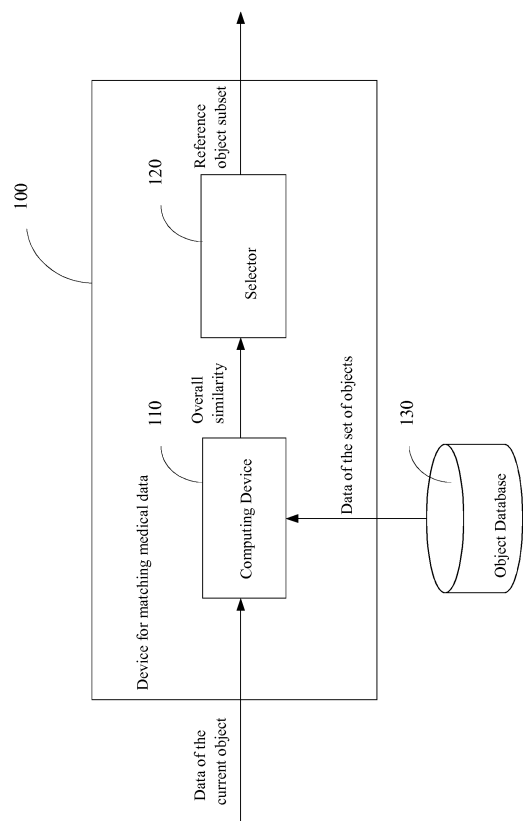 100
Device for matching medical data
Data of the
current object
110
Computing Device
Overall
similarity
120
Selector
Reference
object subset
Data of the set of objects
130
Object Database